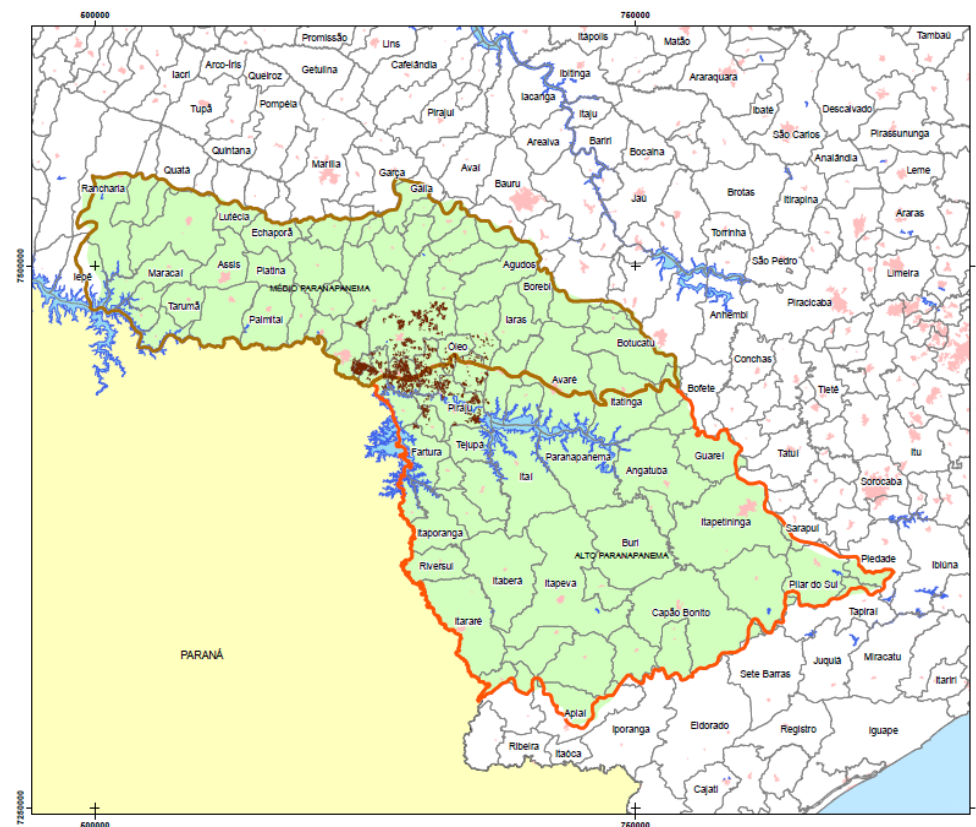 500000
750000
Promissão
Lins
Itápolis
Matão
Tambaú
Arco-Íris
Iacri
Queiroz
Getulina
Cafelândia
Ibitinga
Araraquara
Iacanga
Tupã
Pompéia
Pirajuí
Itaju
Ibaté
Descalvado
Arealva
Bariri
São Carlos
Pirassununga
Quintana
Bocaina
Analândia
Quatá
Marília
Garça
Avaí
Bauru
Leme
Rancharia
Gália
Jaú
Brotas
Itirapina
Lutécia
Araras
Echaporã
Torrinha
São Pedro
Limeira
7500000
Iepê
Maracaí
Assis
Platina
Agudos
MÉDIO PARANAPANEMA
Borebi
Tarumã
Piracicaba
Palmital
Iaras
Anhembi
Óleo
Botucatu
Conchas
Avaré
Bofete
Tietê
Itatinga
Piraju
Fartura
Tejupá
Paranapanema
Guareí
Tatuí
Itu
Itaí
Angatuba
Sorocaba
Itapetininga
Itaporanga
Buri
Sarapuí
ALTO PARANAPANEMA
Piedade
Ibiúna
Riversul
Itaberá
Itapeva
Pilar do Sul
Capão Bonito
Tapiraí
Itararé
PARANÁ
Juquiá
Miracatu
Sete Barras
Itariri
Apiaí
Iporanga
Eldorado
Registro
Iguape
Ribeira
Itaóca
Cajati
7250000
500000
750000